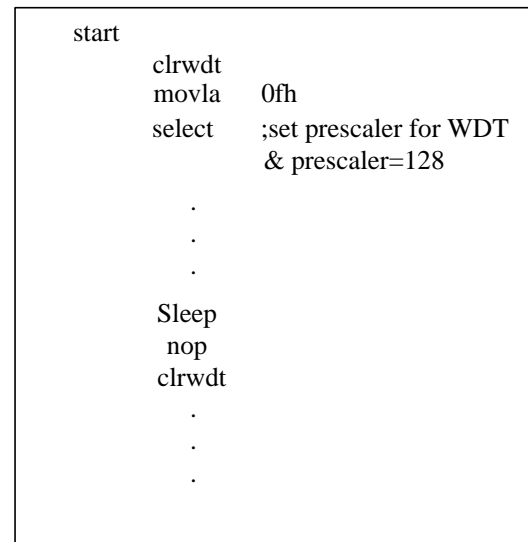 start
clrwdt
movla 0fh
select ;set prescaler for WDT
& prescaler=128
.
.
.
Sleep
nop
clrwdt
.
.
.